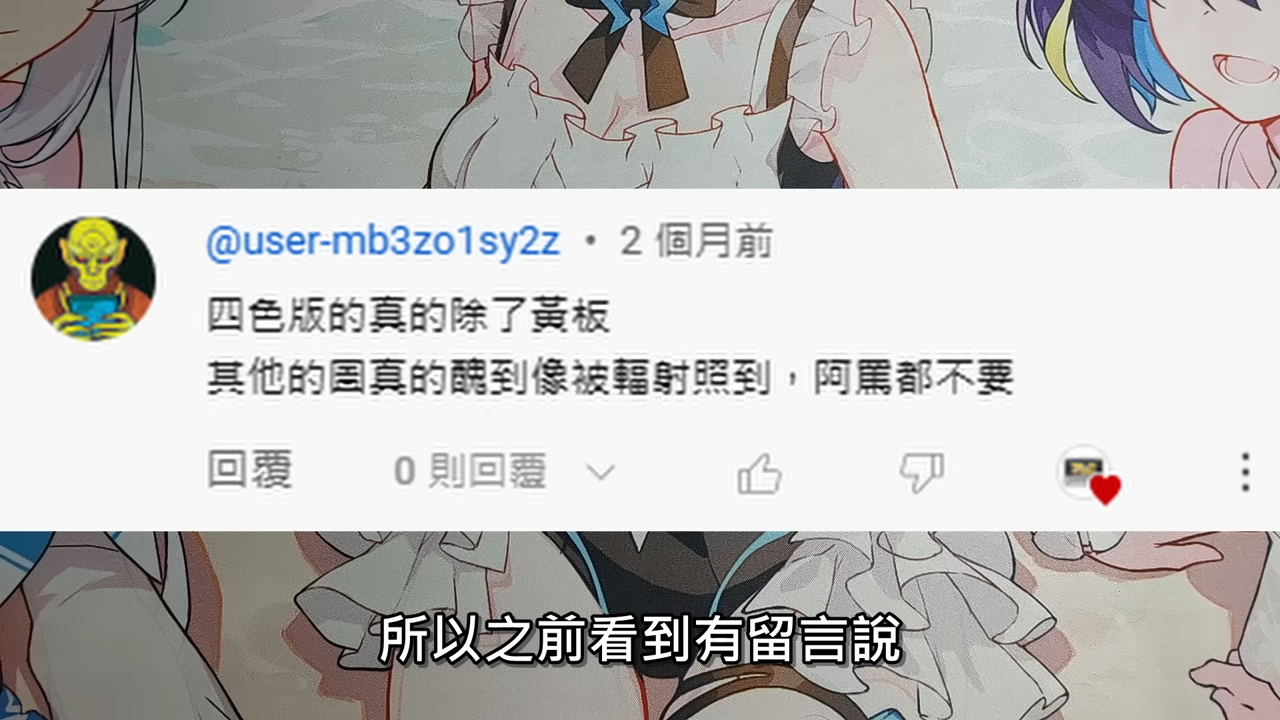 @user-mb3zo1sy2z • 2 個月前
四色版的真的除了黃板
其他的圖真的醜到像被輻射照到，阿罵都不要
回覆 0 則回覆
所以之前看到有留言說